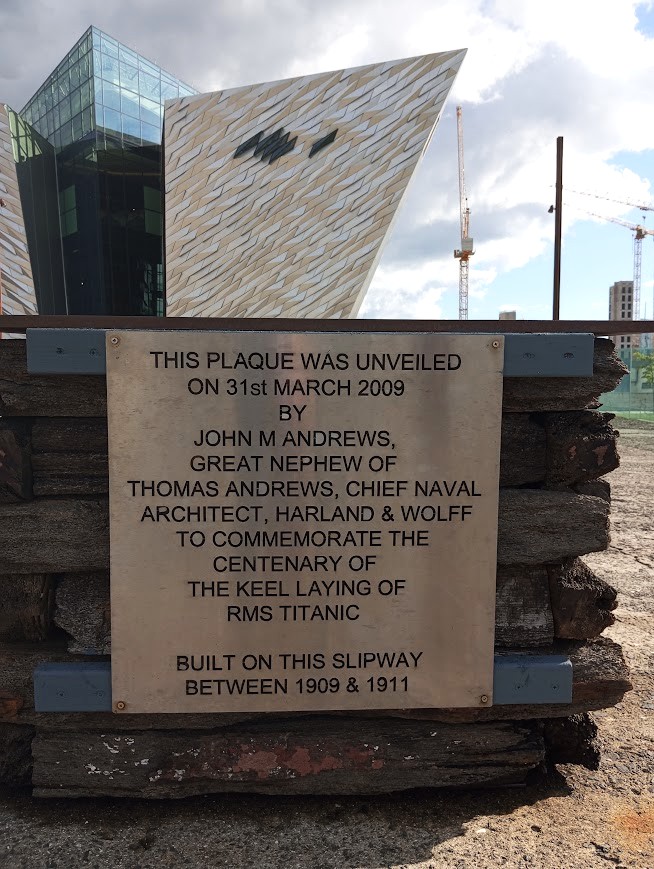 THIS PLAQUE WAS UNVEILED
ON 31st MARCH 2009
BY
JOHN M ANDREWS,
GREAT NEPHEW OF
THOMAS ANDREWS, CHIEF NAVAL
ARCHITECT, HARLAND & WOLFF
TO COMMEMORATE THE
CENTENARY OF
THE KEEL LAYING OF
RMS TITANIC
BUILT ON THIS SLIPWAY
BETWEEN 1909 & 1911